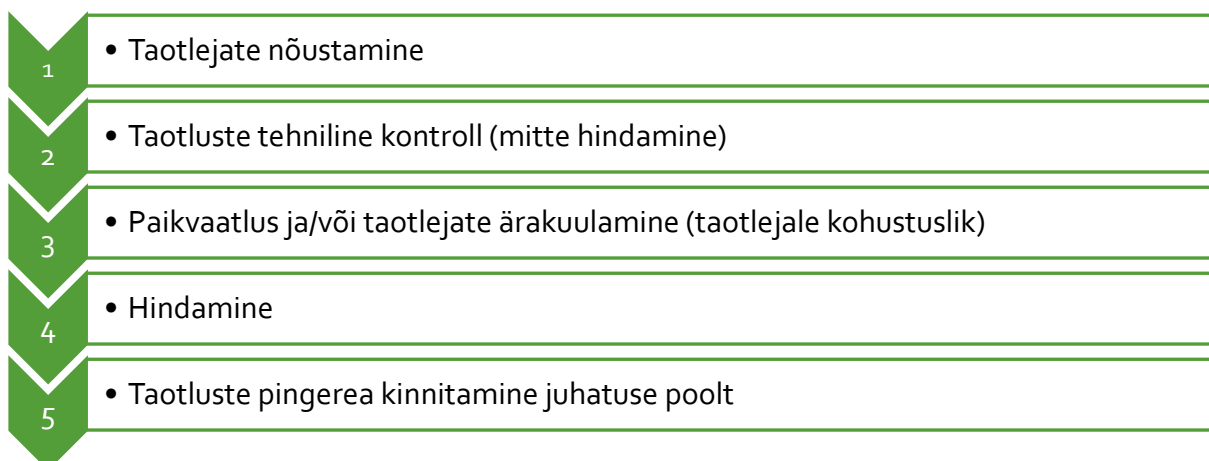 1
• Taotlejate nõustamine
2
• Taotluste tehniline kontroll (mitte hindamine)
3
• Paikvaatlus ja/või taotlejate ärakuulamine (taotlejale kohustuslik)
4
• Hindamine
5
• Taotluste pingerea kinnitamine juhatuse poolt